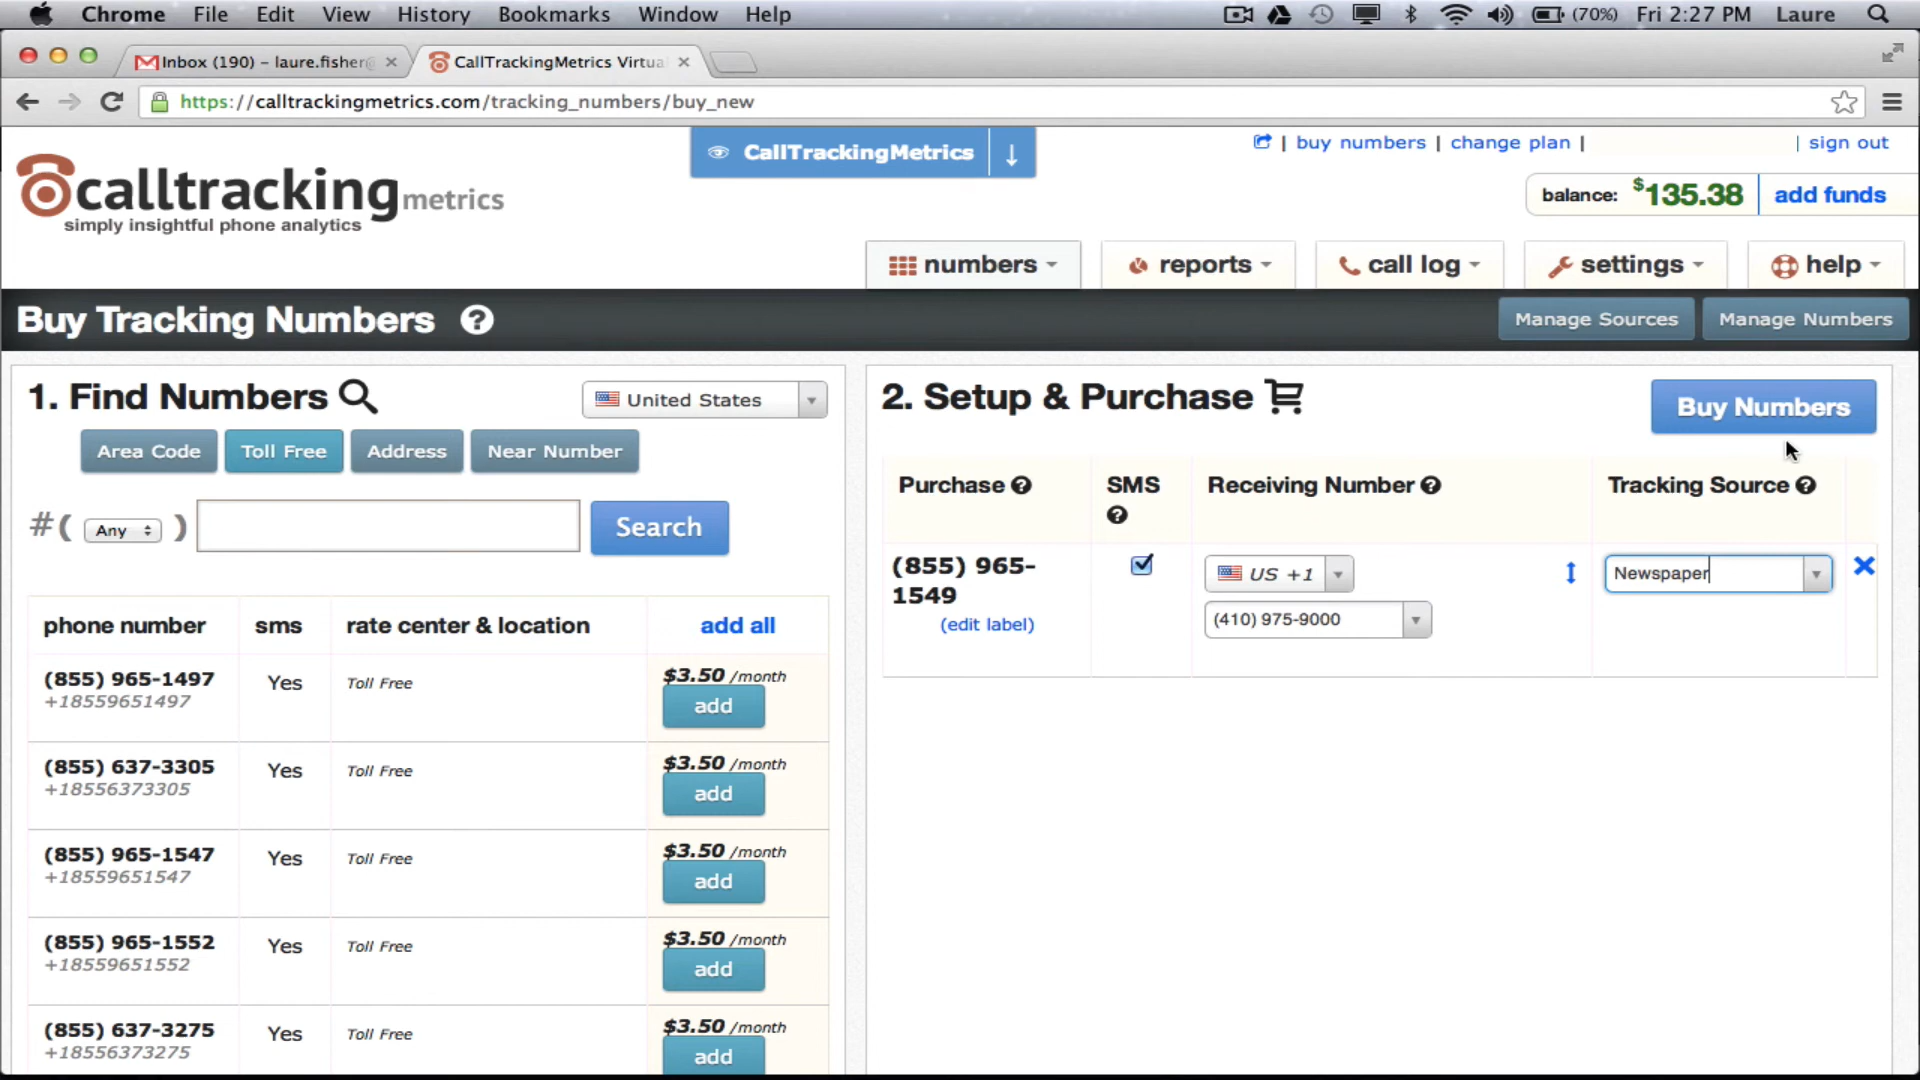 Chrome File Edit View History Bookmarks Window Help (70%) Fri 2:27 PM Laure
Inbox (190) – laure.fisher@ CallTrackingMetrics Virtua
https://calltrackingmetrics.com/tracking_numbers/buy_new
CallTrackingMetrics ↓ | buy numbers | change plan | | sign out
calltrackingmetrics
simply insightful phone analytics
balance: $135.38 add funds
numbers reports call log settings help
Buy Tracking Numbers ? Manage Sources Manage Numbers
1. Find Numbers United States
Area Code Toll Free Address Near Number
#( Any ) Search
phone number sms rate center & location add all
(855) 965-1497 Yes Toll Free $3.50 /month
+18559651497 add
(855) 637-3305 Yes Toll Free $3.50 /month
+18556373305 add
(855) 965-1547 Yes Toll Free $3.50 /month
+18559651547 add
(855) 965-1552 Yes Toll Free $3.50 /month
+18559651552 add
(855) 637-3275 Yes Toll Free $3.50 /month
+18556373275 add
2. Setup & Purchase Buy Numbers
Purchase ? SMS ? Receiving Number ? Tracking Source ?
(855) 965-
1549
(edit label)
US +1
(410) 975-9000
Newspaper